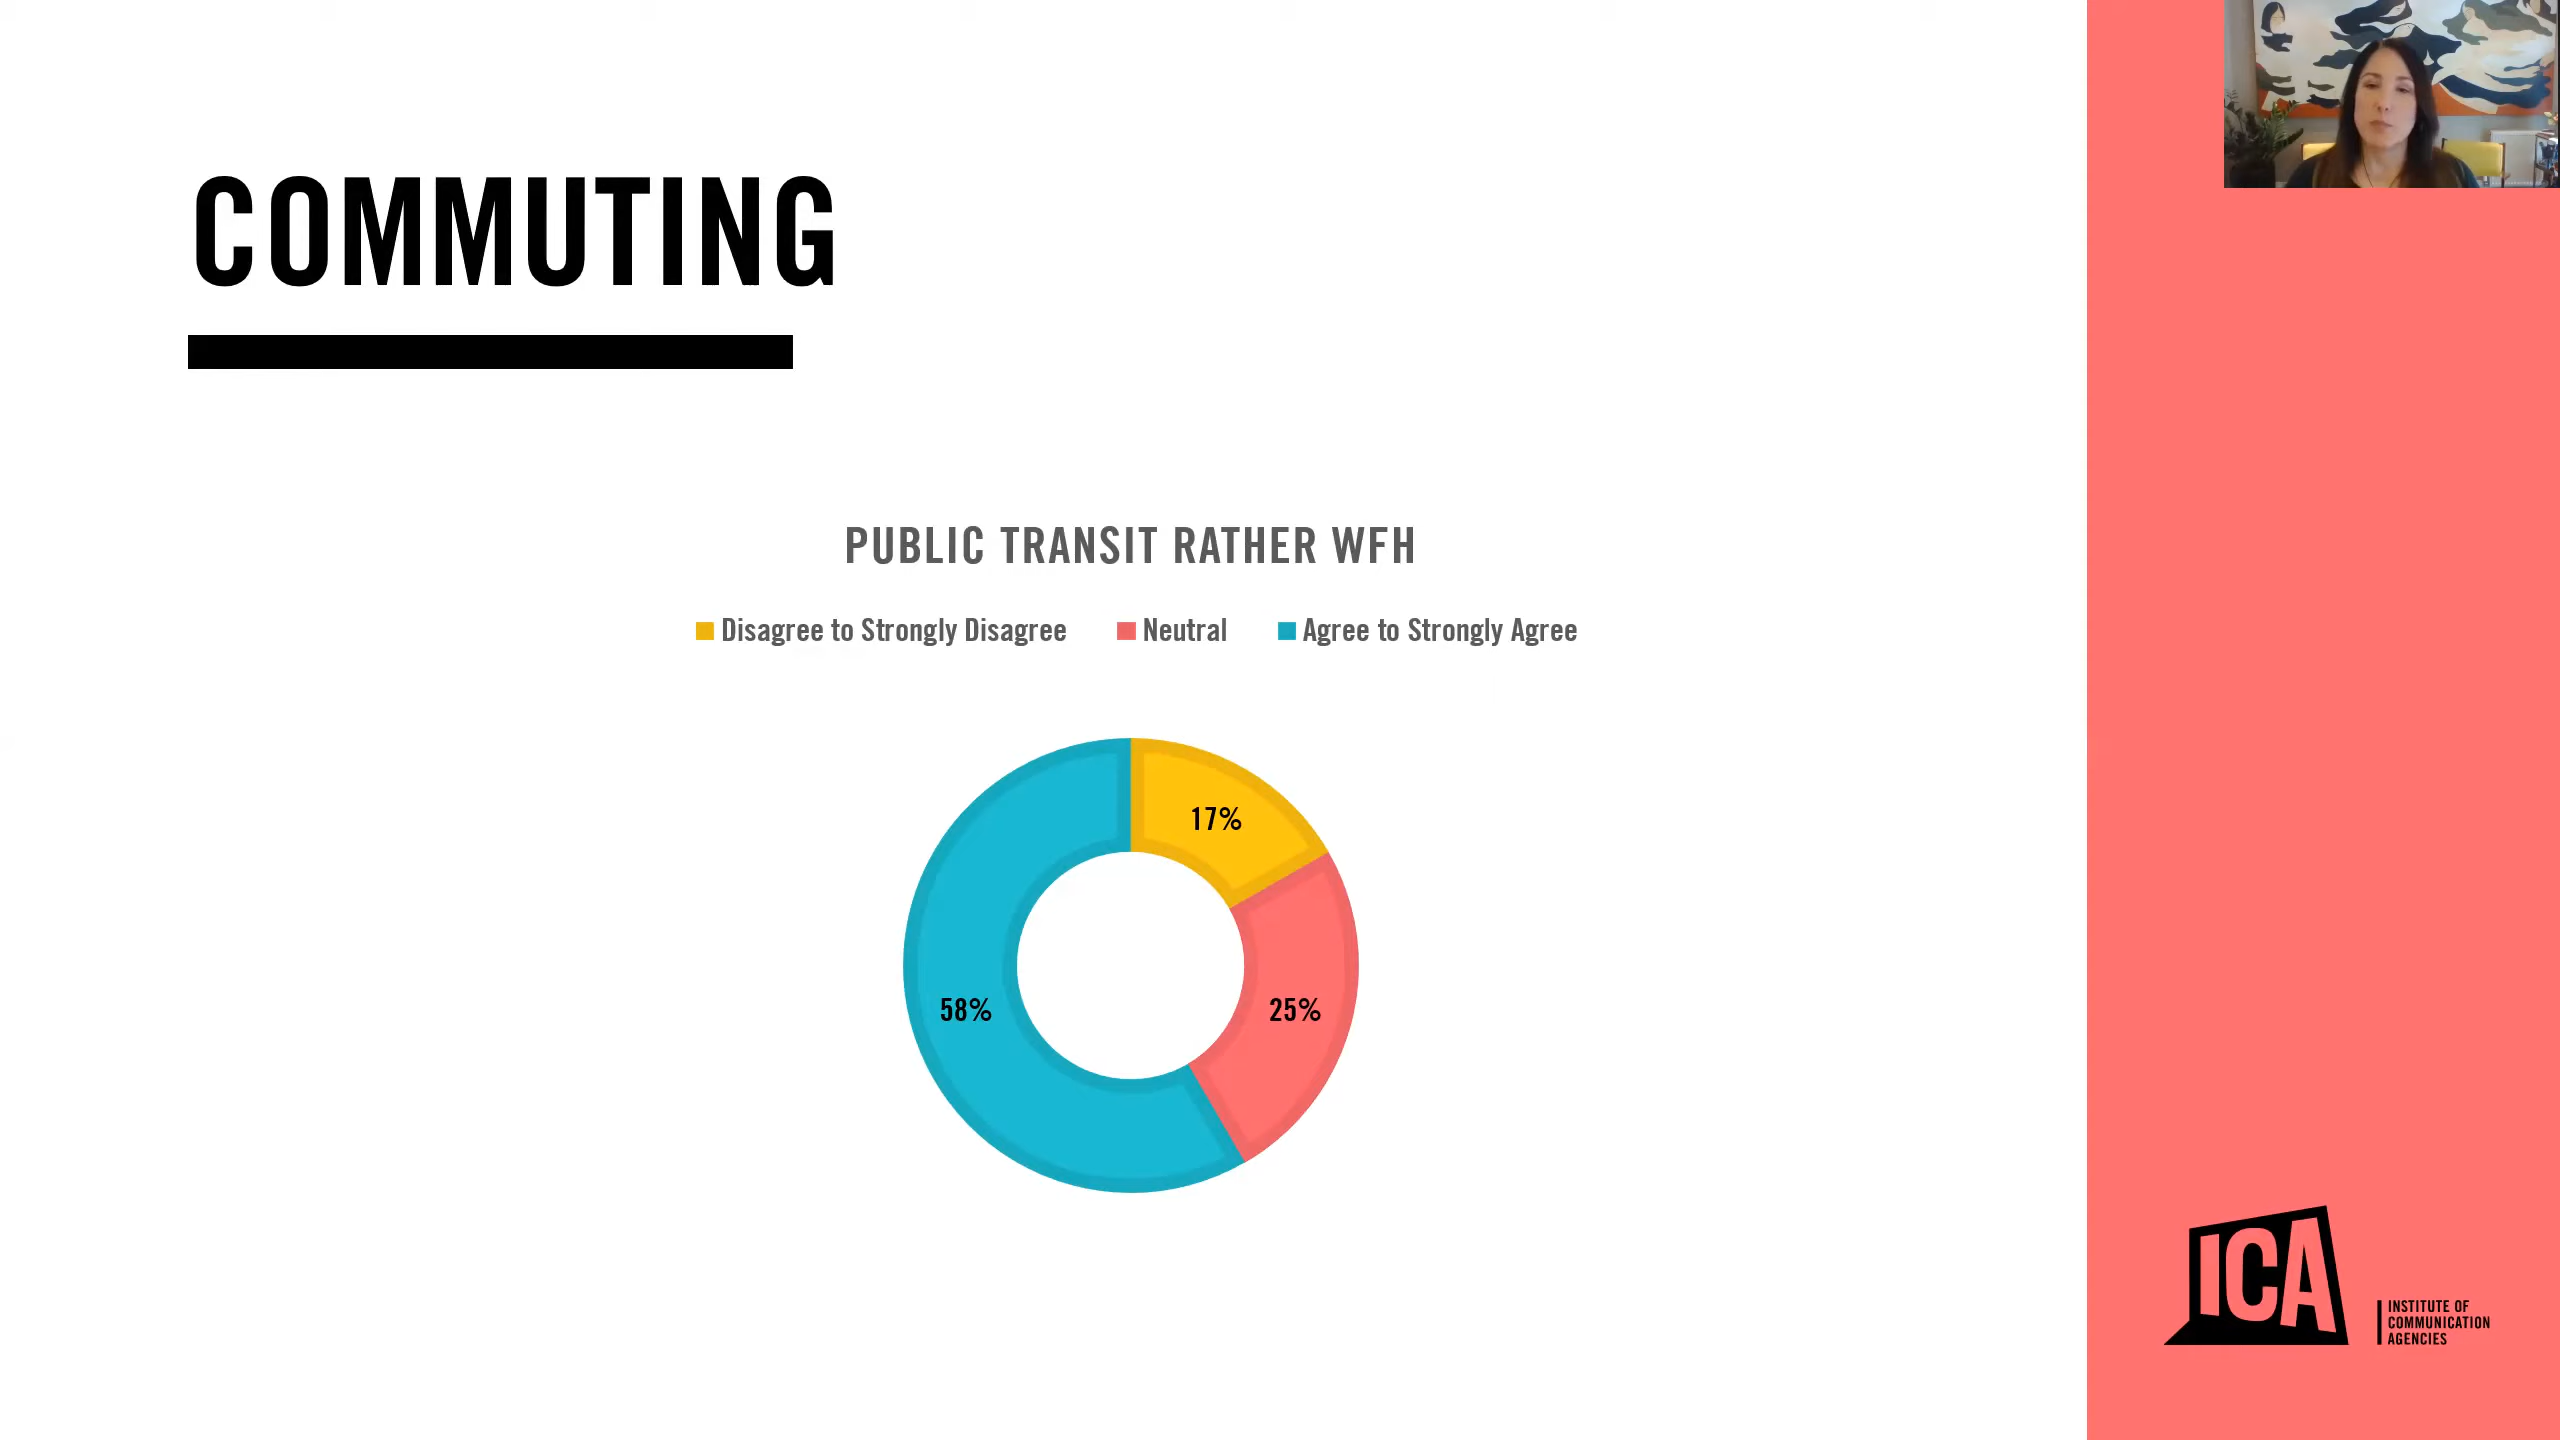 COMMUTING
PUBLIC TRANSIT RATHER WFH
Disagree to Strongly Disagree Neutral Agree to Strongly Agree
17%
58%
25%
ICA
INSTITUTE OF
COMMUNICATION
AGENCIES